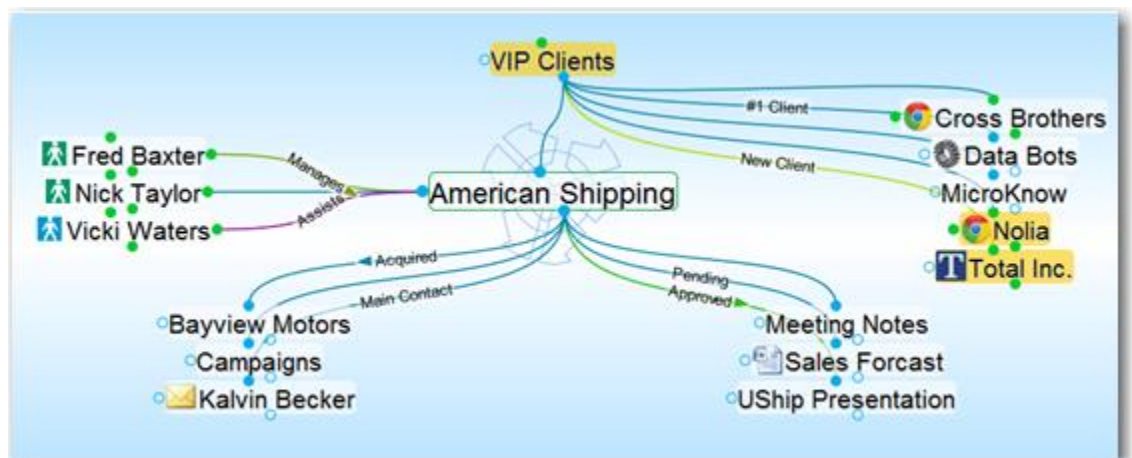 VIP Clients
#1 Client
Cross Brothers
Data Bots
New Client
MicroKnow
Nolia
T Total Inc.
Fred Baxter
Manages
Nick Taylor
Assists
Vicki Waters
American Shipping
Acquired
Main Contact
Pending
Approved
Bayview Motors
Campaigns
Kalvin Becker
Meeting Notes
Sales Forcast
UShip Presentation